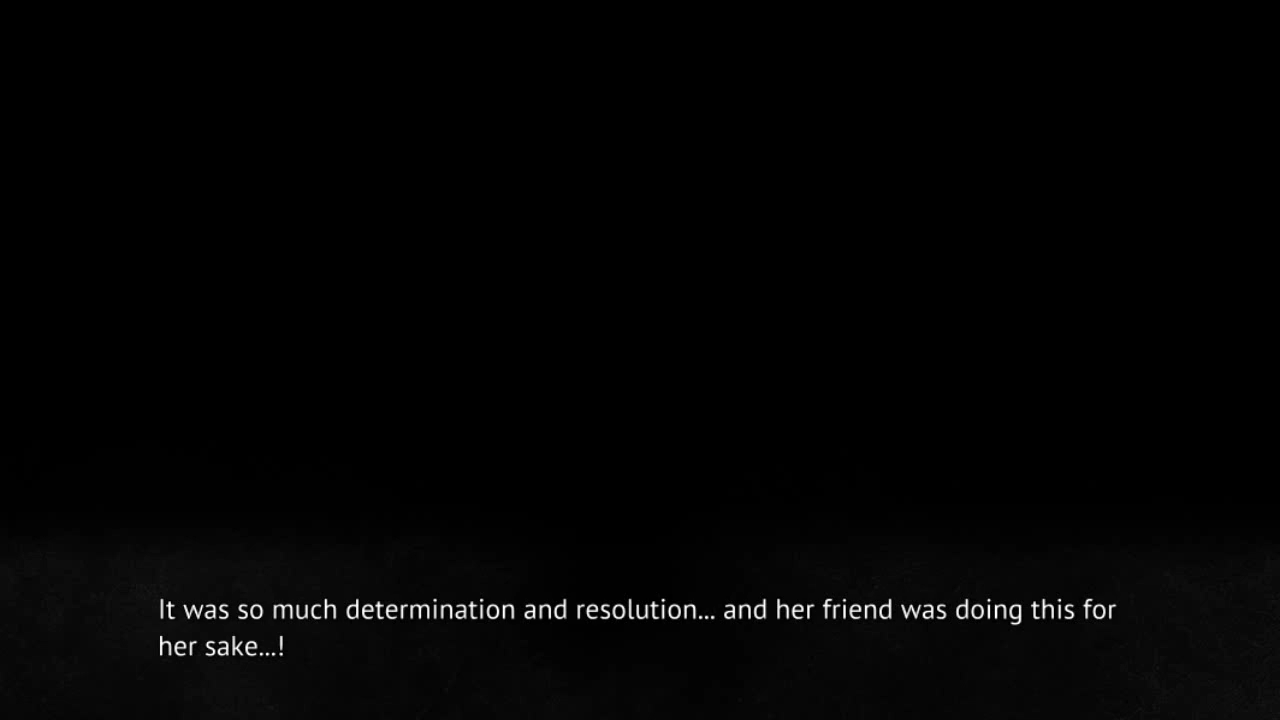 It was so much determination and resolution... and her friend was doing this for
her sake...!